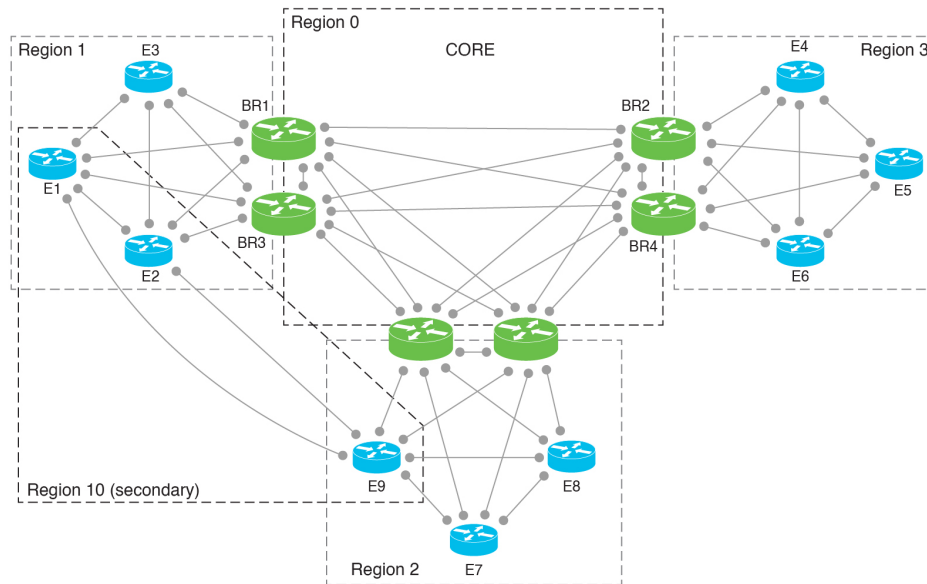 Region 0
Region 1
E3
CORE
E4
Region 3
BR1
BR2
E1
E5
BR3
E2
BR4
E6
Region 10 (secondary)
E9
E8
Region 2
E7